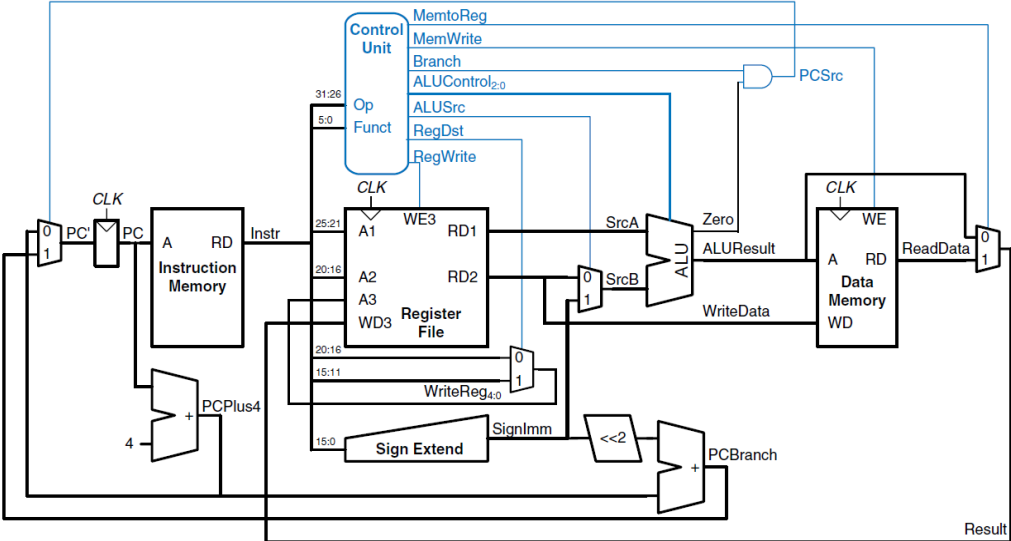 MemtoReg
Control Unit
MemWrite
Branch
PCSrc
ALUControl2:0
31:26
Op
ALUSrc
5:0
Funct
RegDst
RegWrite
CLK
CLK
CLK
WE3
WE
0
1
PC'
PC
A
RD
Instruction Memory
Instr
25:21
A1
RD1
SrcA
Zero
ALU
ALUResult
20:16
A2
RD2
0
1
SrcB
A
RD
ReadData
0
1
Data Memory
A3
WD3
Register File
WriteData
WD
20:16
0
15:11
1
WriteReg4:0
PCPlus4
+
4
15:0
Sign Extend
SignImm
<<2
+
PCBranch
Result